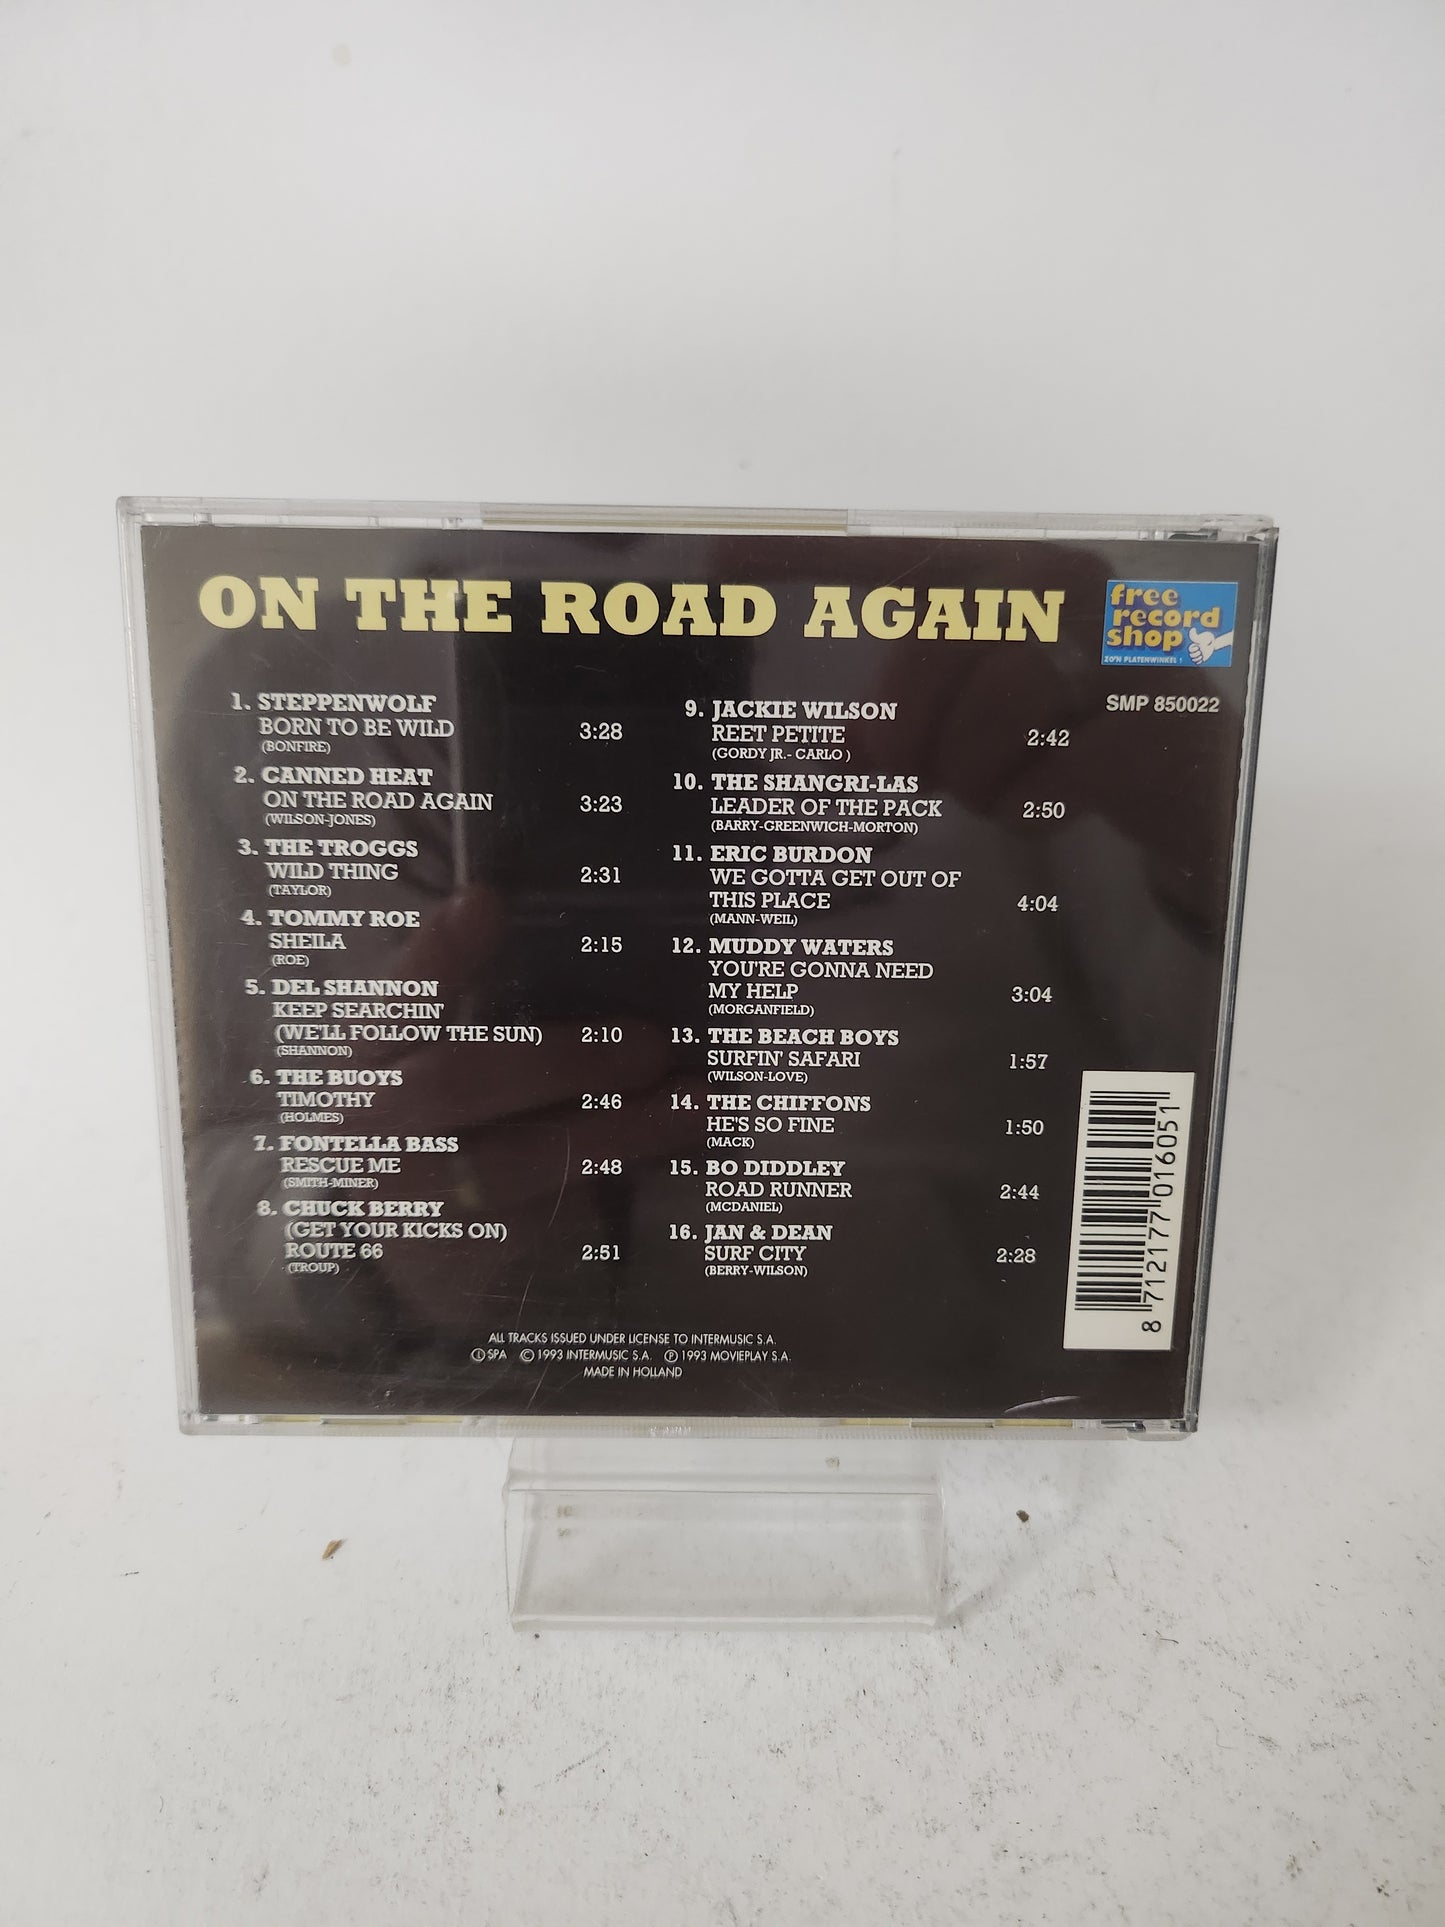 ON THE ROAD AGAIN
free
record
shop
ZO'N PLATENWINKEL !
SMP 850022
1. STEPPENWOLF
BORN TO BE WILD 3:28
(BONFIRE)
2. CANNED HEAT
ON THE ROAD AGAIN 3:23
(WILSON-JONES)
3. THE TROGGS
WILD THING 2:31
(TAYLOR)
4. TOMMY ROE
SHEILA 2:15
(ROE)
5. DEL SHANNON
KEEP SEARCHIN'
(WE'LL FOLLOW THE SUN) 2:10
(SHANNON)
6. THE BUOYS
TIMOTHY 2:46
(HOLMES)
7. FONTELLA BASS
RESCUE ME 2:48
(SMITH-MINER)
8. CHUCK BERRY
(GET YOUR KICKS ON)
ROUTE 66 2:51
(TROUP)
9. JACKIE WILSON
REET PETITE 2:42
(GORDY JR.- CARLO )
10. THE SHANGRI-LAS
LEADER OF THE PACK 2:50
(BARRY-GREENWICH-MORTON)
11. ERIC BURDON
WE GOTTA GET OUT OF
THIS PLACE 4:04
(MANN-WEIL)
12. MUDDY WATERS
YOU'RE GONNA NEED
MY HELP 3:04
(MORGANFIELD)
13. THE BEACH BOYS
SURFIN' SAFARI 1:57
(WILSON-LOVE)
14. THE CHIFFONS
HE'S SO FINE 1:50
(MACK)
15. BO DIDDLEY
ROAD RUNNER 2:44
(MCDANIEL)
16. JAN & DEAN
SURF CITY 2:28
(BERRY-WILSON)
8 712177 016051
ALL TRACKS ISSUED UNDER LICENSE TO INTERMUSIC S.A.
Ⓛ SPA © 1993 INTERMUSIC S.A. ℗ 1993 MOVIEPLAY S.A.
MADE IN HOLLAND